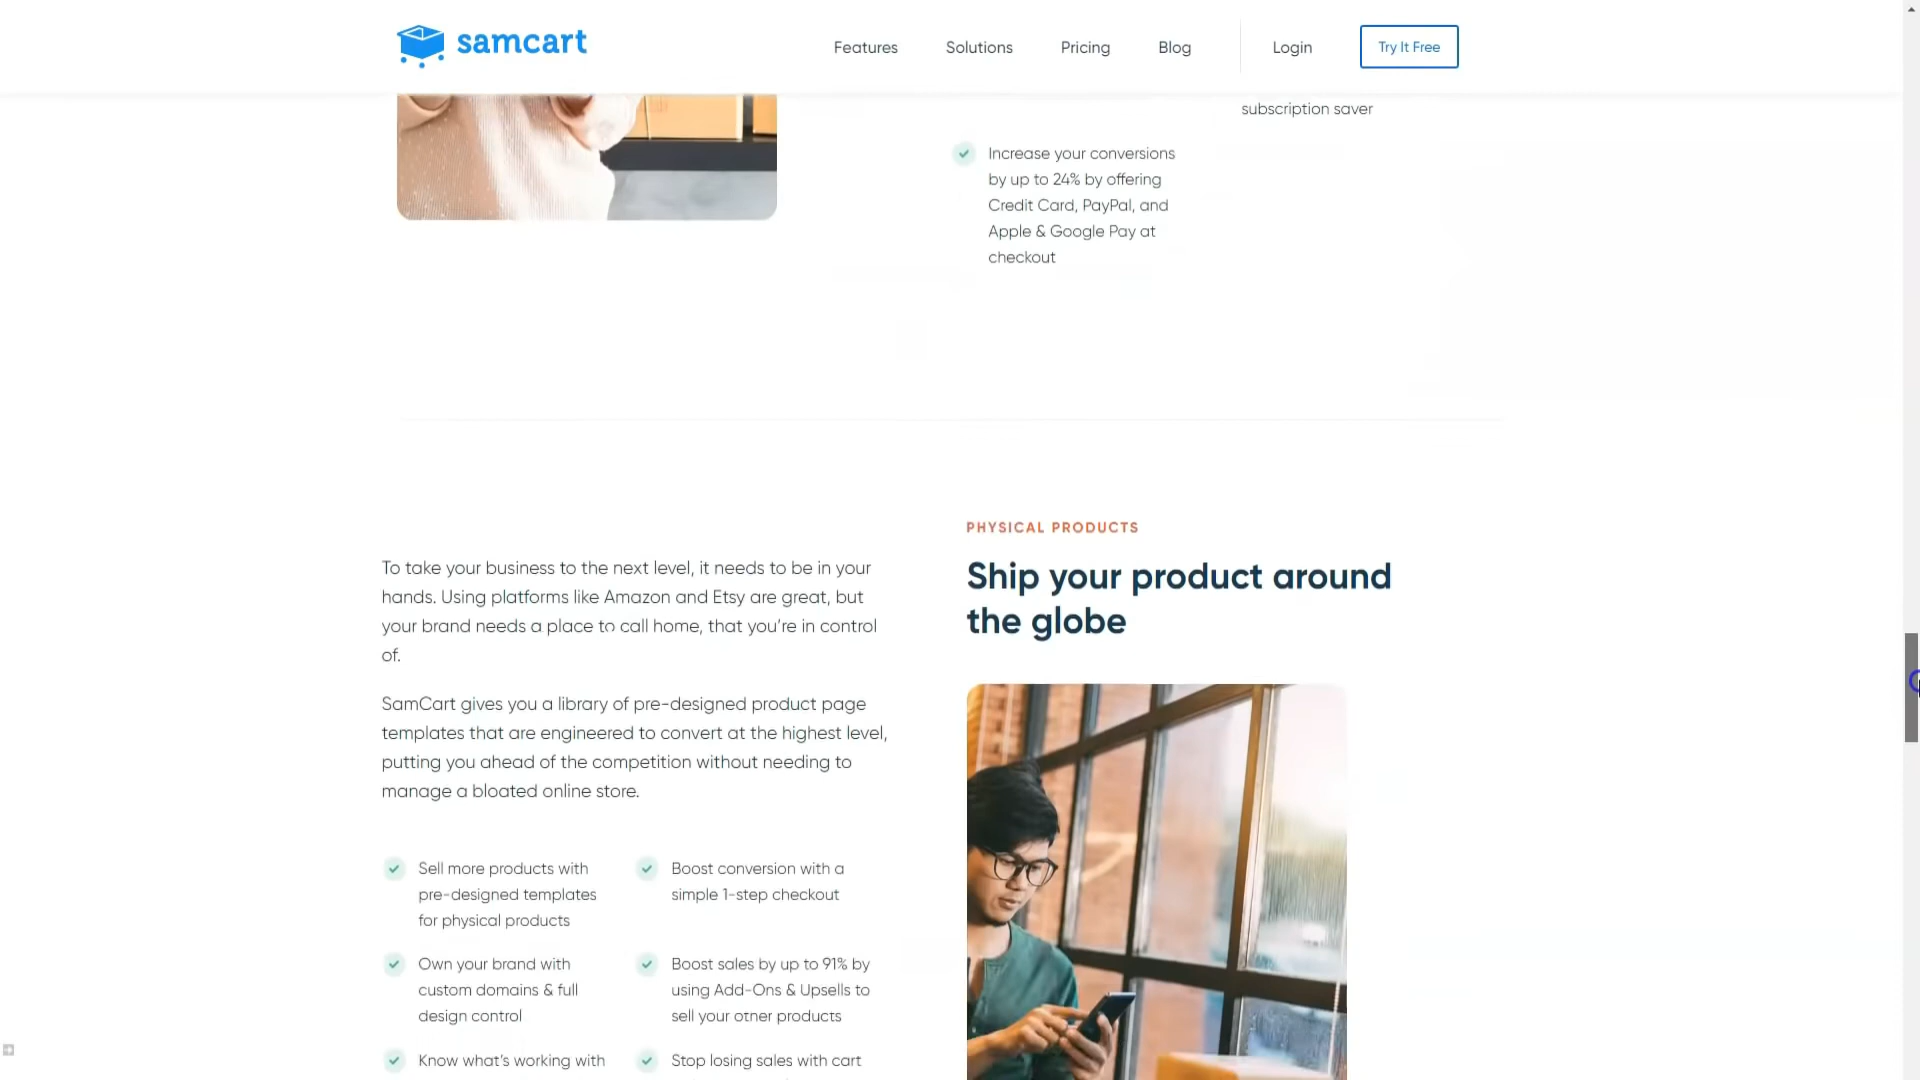 samcart
Features
Solutions
Pricing
Blog
Login
Try It Free
subscription saver
Increase your conversions
by up to 24% by offering
Credit Card, PayPal, and
Apple & Google Pay at
checkout
To take your business to the next level, it needs to be in your
hands. Using platforms like Amazon and Etsy are great, but
your brand needs a place to call home, that you’re in control
of.
SamCart gives you a library of pre-designed product page
templates that are engineered to convert at the highest level,
putting you ahead of the competition without needing to
manage a bloated online store.
Sell more products with
pre-designed templates
for physical products
Boost conversion with a
simple 1-step checkout
Own your brand with
custom domains & full
design control
Boost sales by up to 91% by
using Add-Ons & Upsells to
sell your other products
Know what’s working with
Stop losing sales with cart
PHYSICAL PRODUCTS
Ship your product around
the globe